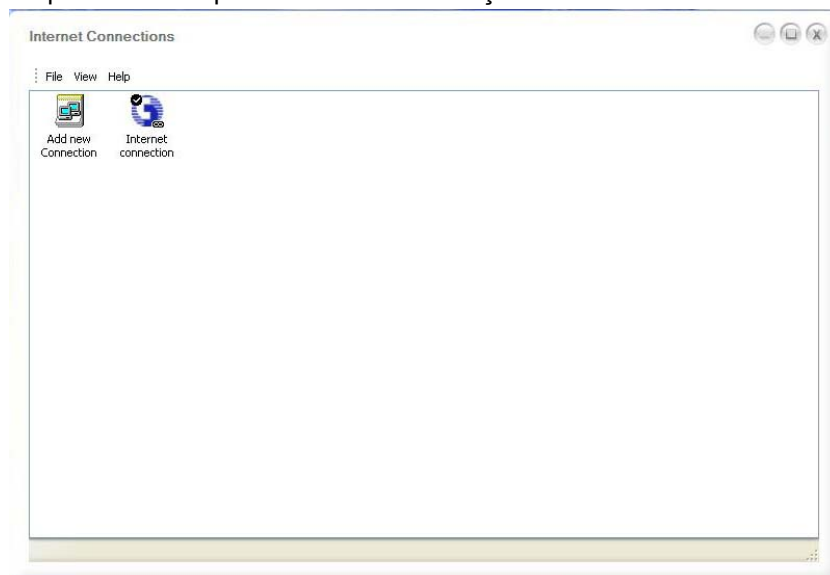 Internet Connections
File View Help
Add new
Connection
Internet
connection